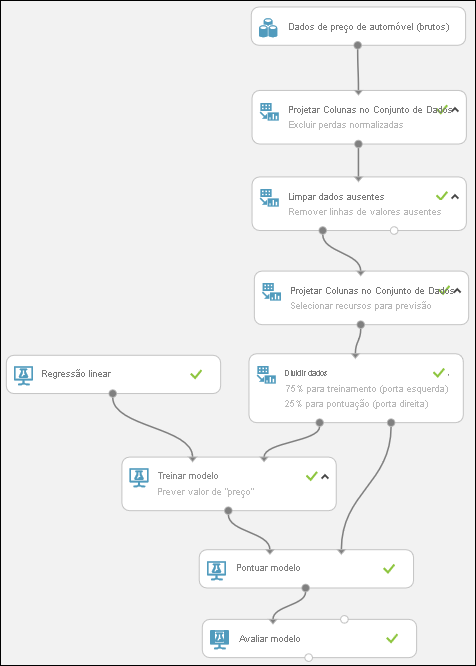 Dados de preço de automóvel (brutos)
Projetar Colunas no Conjunto de Dados
Excluir perdas normalizadas
Limpar dados ausentes
Remover linhas de valores ausentes
Projetar Colunas no Conjunto de Dados
Selecionar recursos para previsão
Regressão linear
Dividir dados
75% para treinamento (porta esquerda)
25% para pontuação (porta direita)
Treinar modelo
Prever valor de "preço"
Pontuar modelo
Avaliar modelo